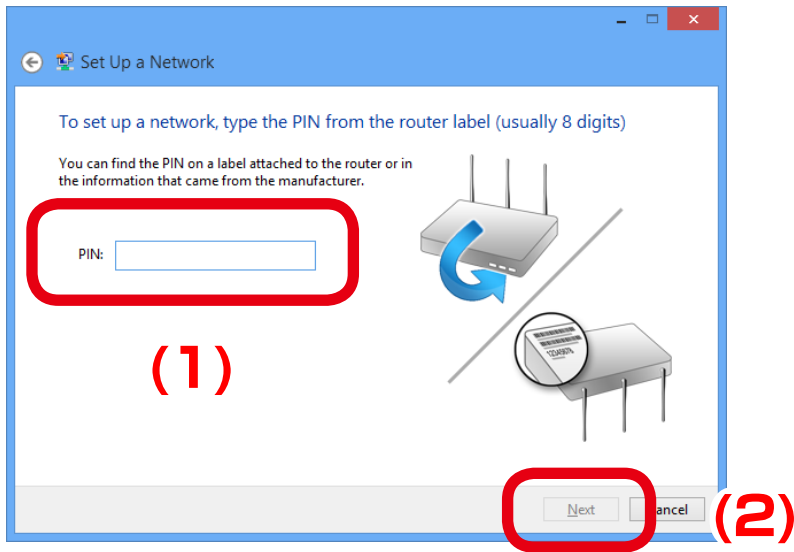 Set Up a Network
To set up a network, type the PIN from the router label (usually 8 digits)
You can find the PIN on a label attached to the router or in
the information that came from the manufacturer.
PIN:
12345678
(1)
Next
ancel
(2)